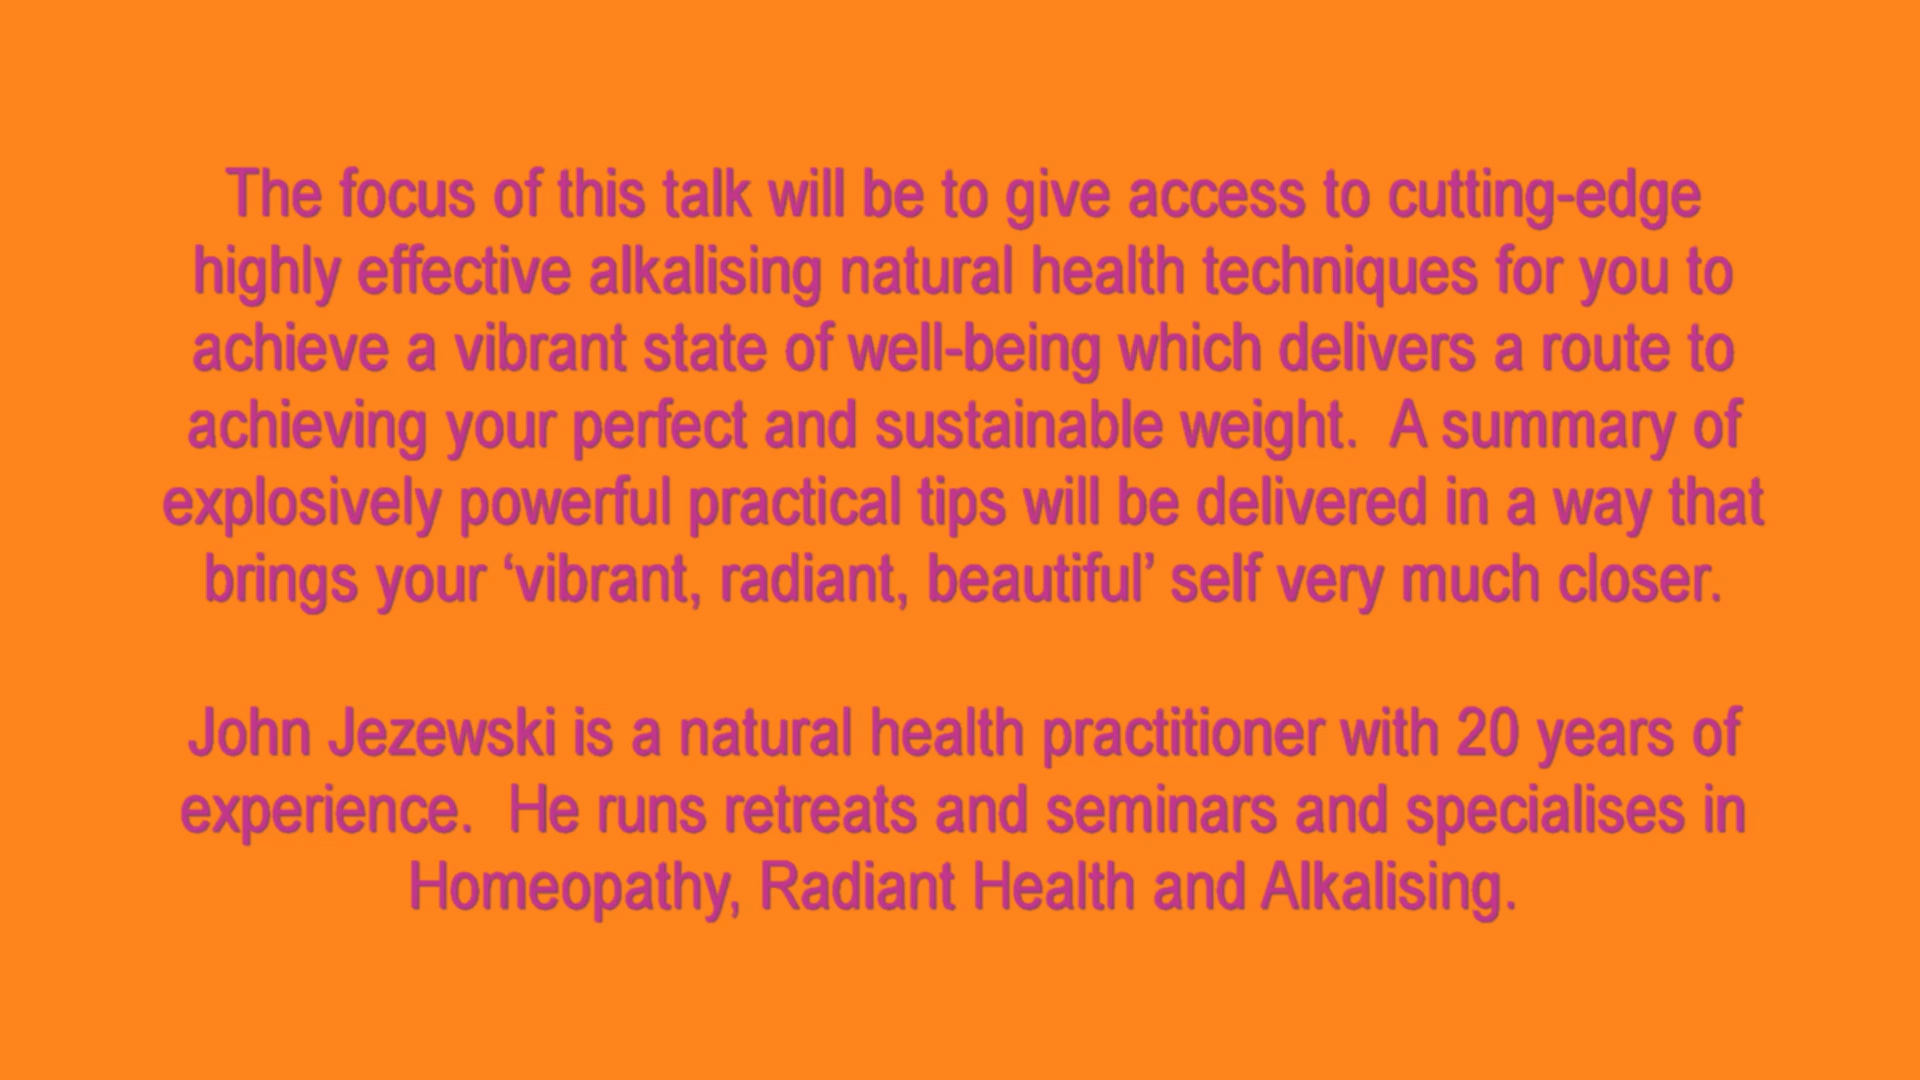 The focus of this talk will be to give access to cutting-edge
highly effective alkalising natural health techniques for you to
achieve a vibrant state of well-being which delivers a route to
achieving your perfect and sustainable weight.  A summary of
explosively powerful practical tips will be delivered in a way that
brings your ‘vibrant, radiant, beautiful’ self very much closer.
John Jezewski is a natural health practitioner with 20 years of
experience.  He runs retreats and seminars and specialises in
Homeopathy, Radiant Health and Alkalising.